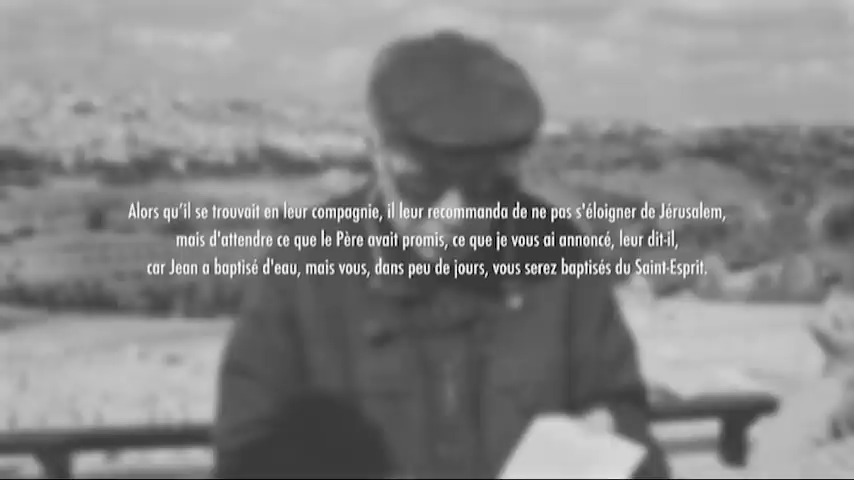 Alors qu’il se trouvait en leur compagnie, il leur recommanda de ne pas s'éloigner de Jérusalem,
mais d'attendre ce que le Père avait promis, ce que je vous ai annoncé, leur dit-il,
car Jean a baptisé d'eau, mais vous, dans peu de jours, vous serez baptisés du Saint-Esprit.